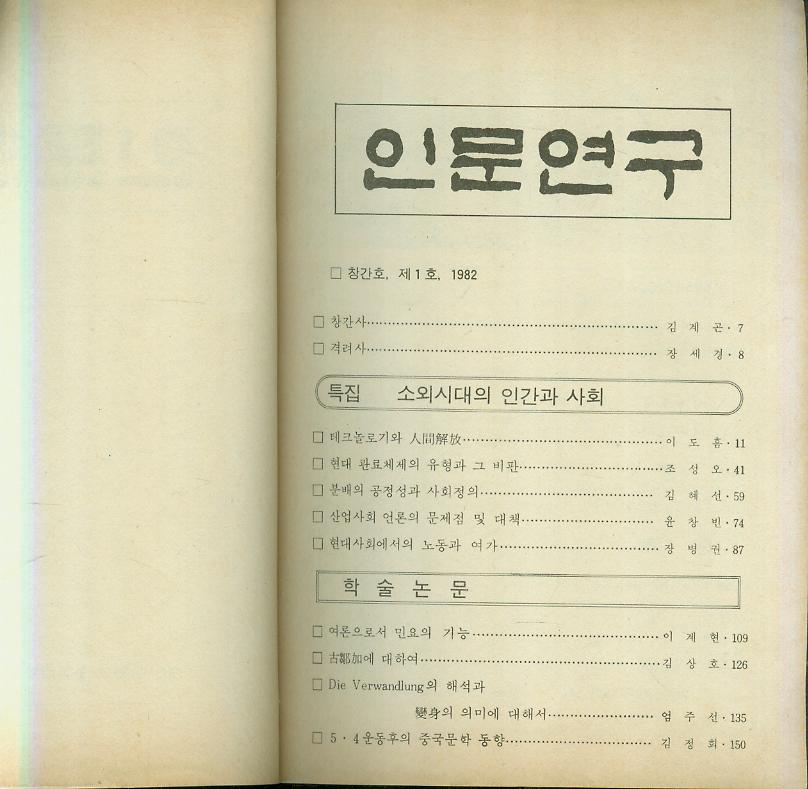 인문연구
□ 창간호, 제1호, 1982
□ 창간사 김 계 곤·7
□ 격려사 장 세 경·8
특집 소외시대의 인간과 사회
□ 테크놀로기와 人間解放 이 도 흠·11
□ 현대 관료체제의 유형과 그 비판 조 성 오·41
□ 분배의 공정성과 사회정의 김 혜 선·59
□ 산업사회 언론의 문제점 및 대책 윤 창 빈·74
□ 현대사회에서의 노동과 여가 장 병 권·87
학 술 논 문
□ 여론으로서 민요의 기능 이 계 현·109
□ 古鄒加에 대하여 김 상 호·126
□ Die Verwandlung의 해석과
變身의 의미에 대해서 엄 주 선·135
□ 5·4운동후의 중국문학 동향 김 정 희·150